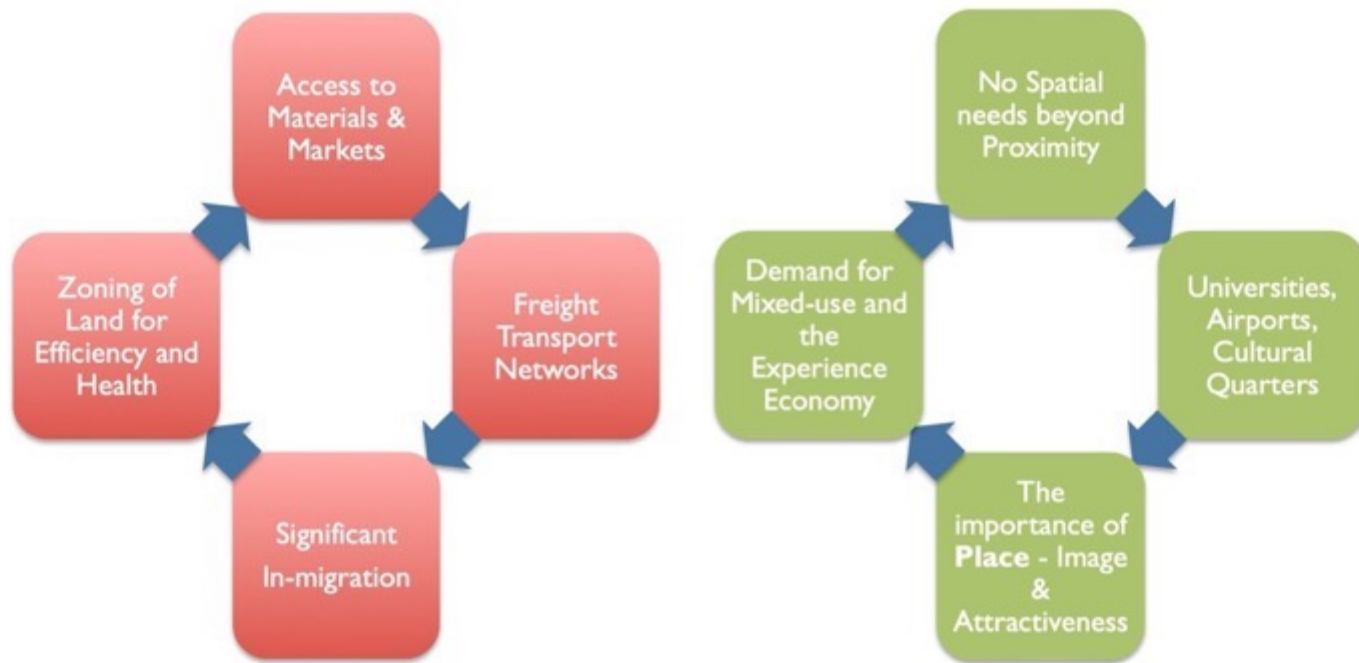 Access to
Materials &
Markets
Freight
Transport
Networks
Significant
In-migration
Zoning of
Land for
Efficiency and
Health
No Spatial
needs beyond
Proximity
Universities,
Airports,
Cultural
Quarters
The
importance of
Place - Image
&
Attractiveness
Demand for
Mixed-use and
the
Experience
Economy